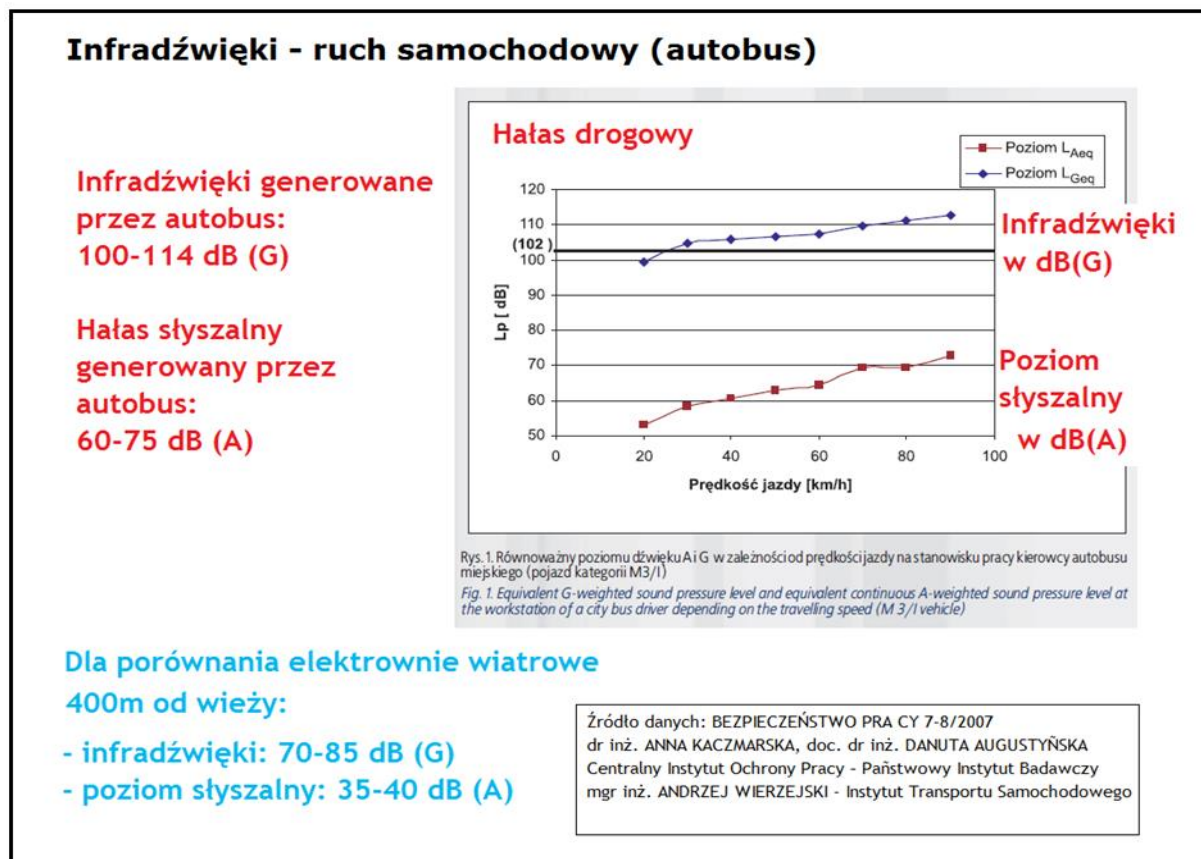 Infradźwięki - ruch samochodowy (autobus)
Infradźwięki generowane
przez autobus:
100-114 dB (G)
Hałas słyszalny
generowany przez
autobus:
60-75 dB (A)
Hałas drogowy
Poziom LAeq
Poziom LGeq
120
110
(102 )
100
90
80
70
60
50
Lp [ dB]
0
20
40
60
80
100
Prędkość jazdy [km/h]
Infradźwięki
w dB(G)
Poziom
słyszalny
w dB(A)
Rys. 1. Równoważny poziomu dźwięku A i G w zależności od prędkości jazdy na stanowisku pracy kierowcy autobusu
miejskiego (pojazd kategorii M3/I)
Fig. 1. Equivalent G-weighted sound pressure level and equivalent continuous A-weighted sound pressure level at
the workstation of a city bus driver depending on the travelling speed (M 3/I vehicle)
Dla porównania elektrownie wiatrowe
400m od wieży:
- infradźwięki: 70-85 dB (G)
- poziom słyszalny: 35-40 dB (A)
Źródło danych: BEZPIECZEŃSTWO PRA CY 7-8/2007
dr inż. ANNA KACZMARSKA, doc. dr inż. DANUTA AUGUSTYÑSKA
Centralny Instytut Ochrony Pracy - Państwowy Instytut Badawczy
mgr inż. ANDRZEJ WIERZEJSKI - Instytut Transportu Samochodowego